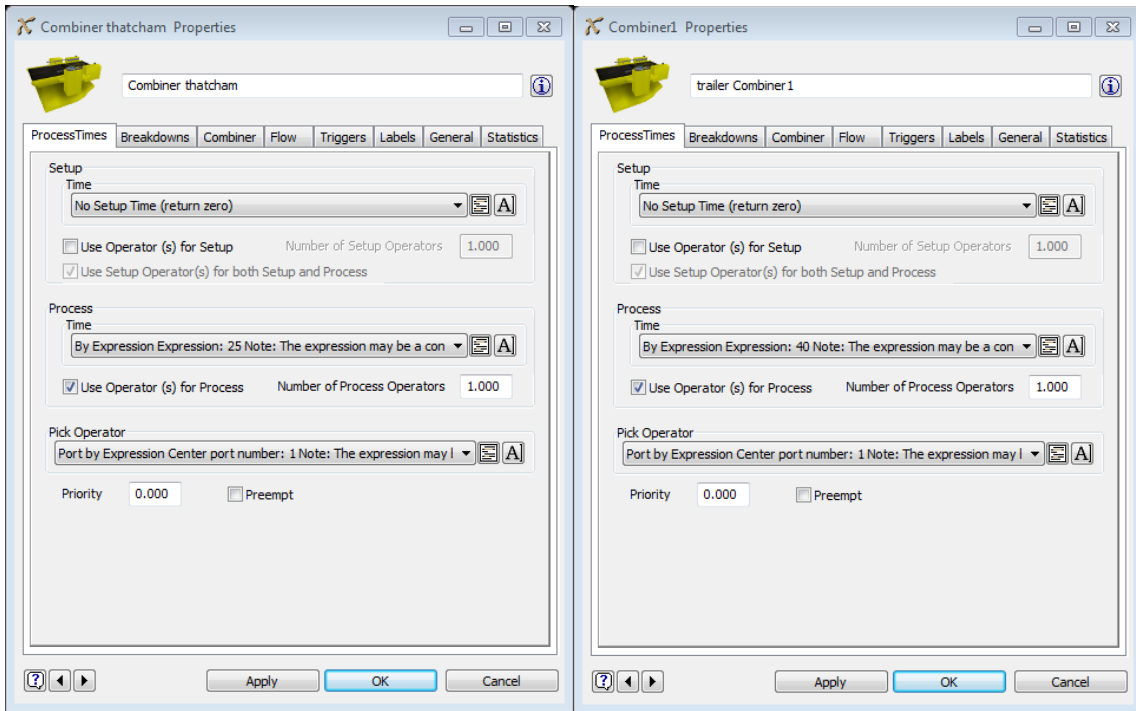 Combiner thatcham Properties
Combiner thatcham
ProcessTimes Breakdowns Combiner Flow Triggers Labels General Statistics
Setup
Time
No Setup Time (return zero)
A
Use Operator (s) for Setup Number of Setup Operators 1.000
Use Setup Operator(s) for both Setup and Process
Process
Time
By Expression Expression: 25 Note: The expression may be a con
A
Use Operator (s) for Process Number of Process Operators 1.000
Pick Operator
Port by Expression Center port number: 1 Note: The expression may l
A
Priority 0.000 Preempt
? Apply OK Cancel
Combiner1 Properties
trailer Combiner1
ProcessTimes Breakdowns Combiner Flow Triggers Labels General Statistics
Setup
Time
No Setup Time (return zero)
A
Use Operator (s) for Setup Number of Setup Operators 1.000
Use Setup Operator(s) for both Setup and Process
Process
Time
By Expression Expression: 40 Note: The expression may be a con
A
Use Operator (s) for Process Number of Process Operators 1.000
Pick Operator
Port by Expression Center port number: 1 Note: The expression may l
A
Priority 0.000 Preempt
? Apply OK Cancel